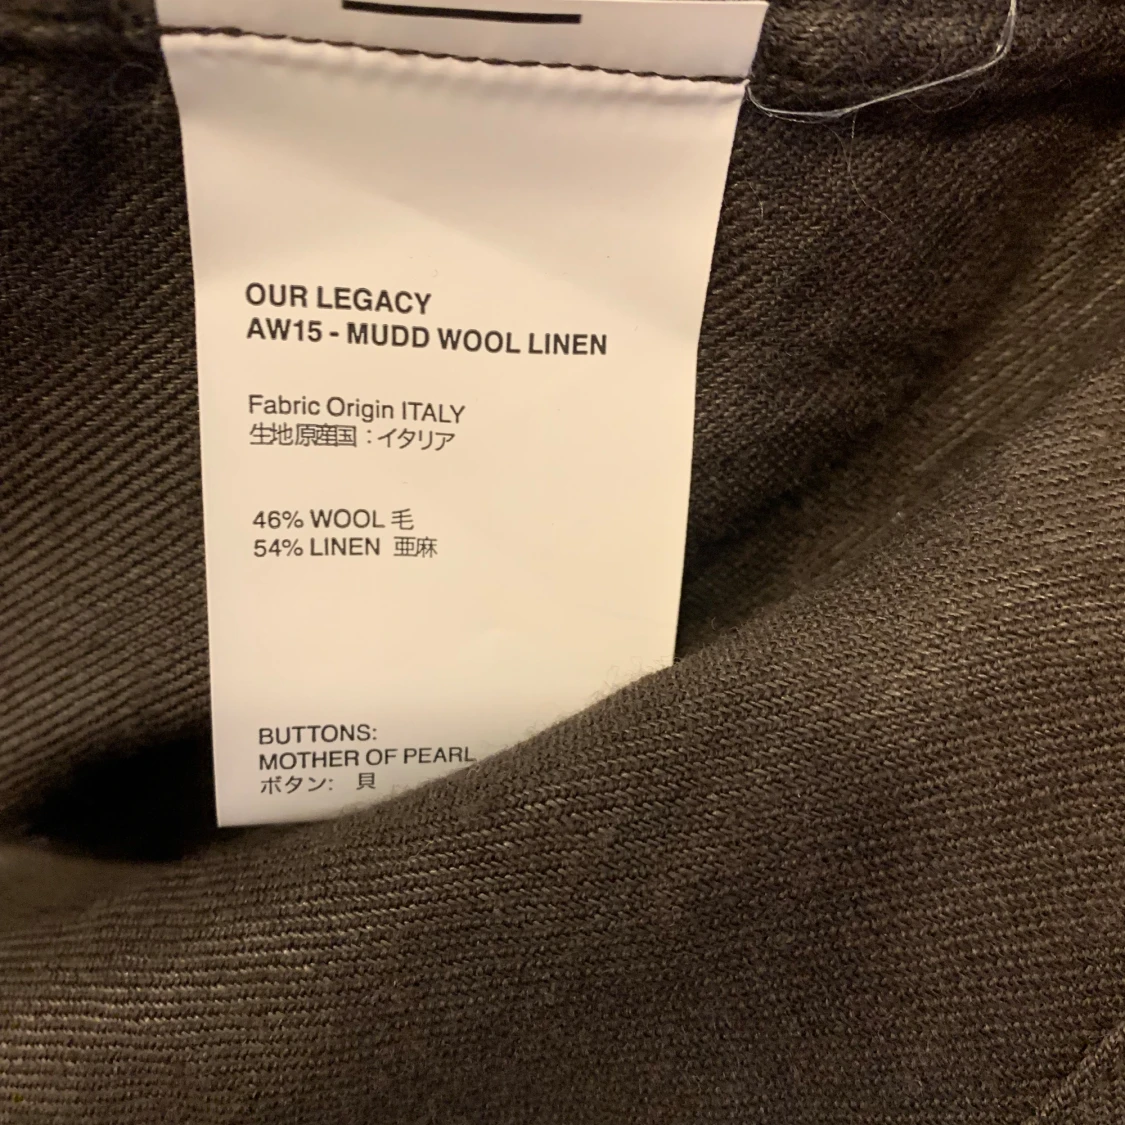 OUR LEGACY
AW15 - MUDD WOOL LINEN
Fabric Origin ITALY
生地原産国：イタリア
46% WOOL 毛
54% LINEN 亜麻
BUTTONS:
MOTHER OF PEARL
ボタン: 貝